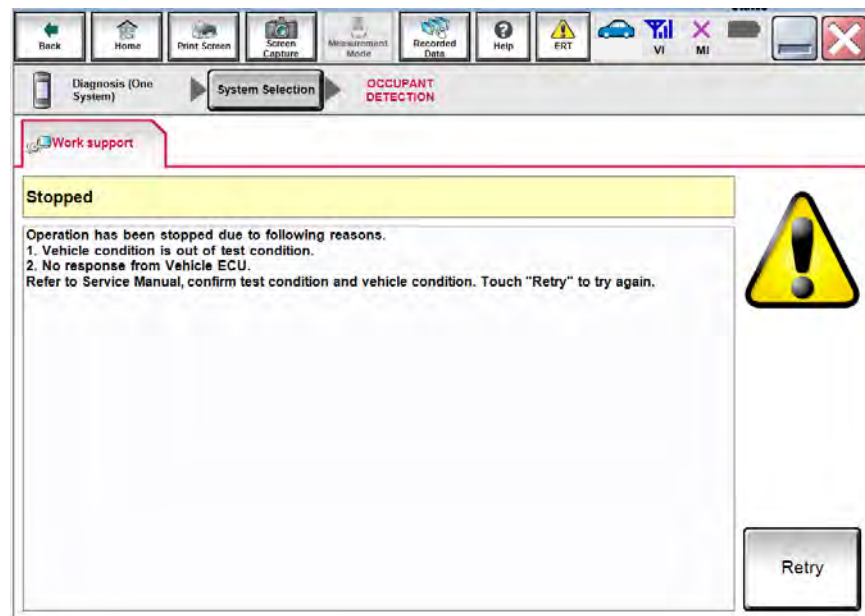 Back
Home
Print Screen
Screen
Capture
Measurement
Mode
Recorded
Data
Help
ERT
VI
MI
Diagnosis (One
System)
System Selection
OCCUPANT
DETECTION
Work support
Stopped
Operation has been stopped due to following reasons.
1. Vehicle condition is out of test condition.
2. No response from Vehicle ECU.
Refer to Service Manual, confirm test condition and vehicle condition. Touch "Retry" to try again.
Retry